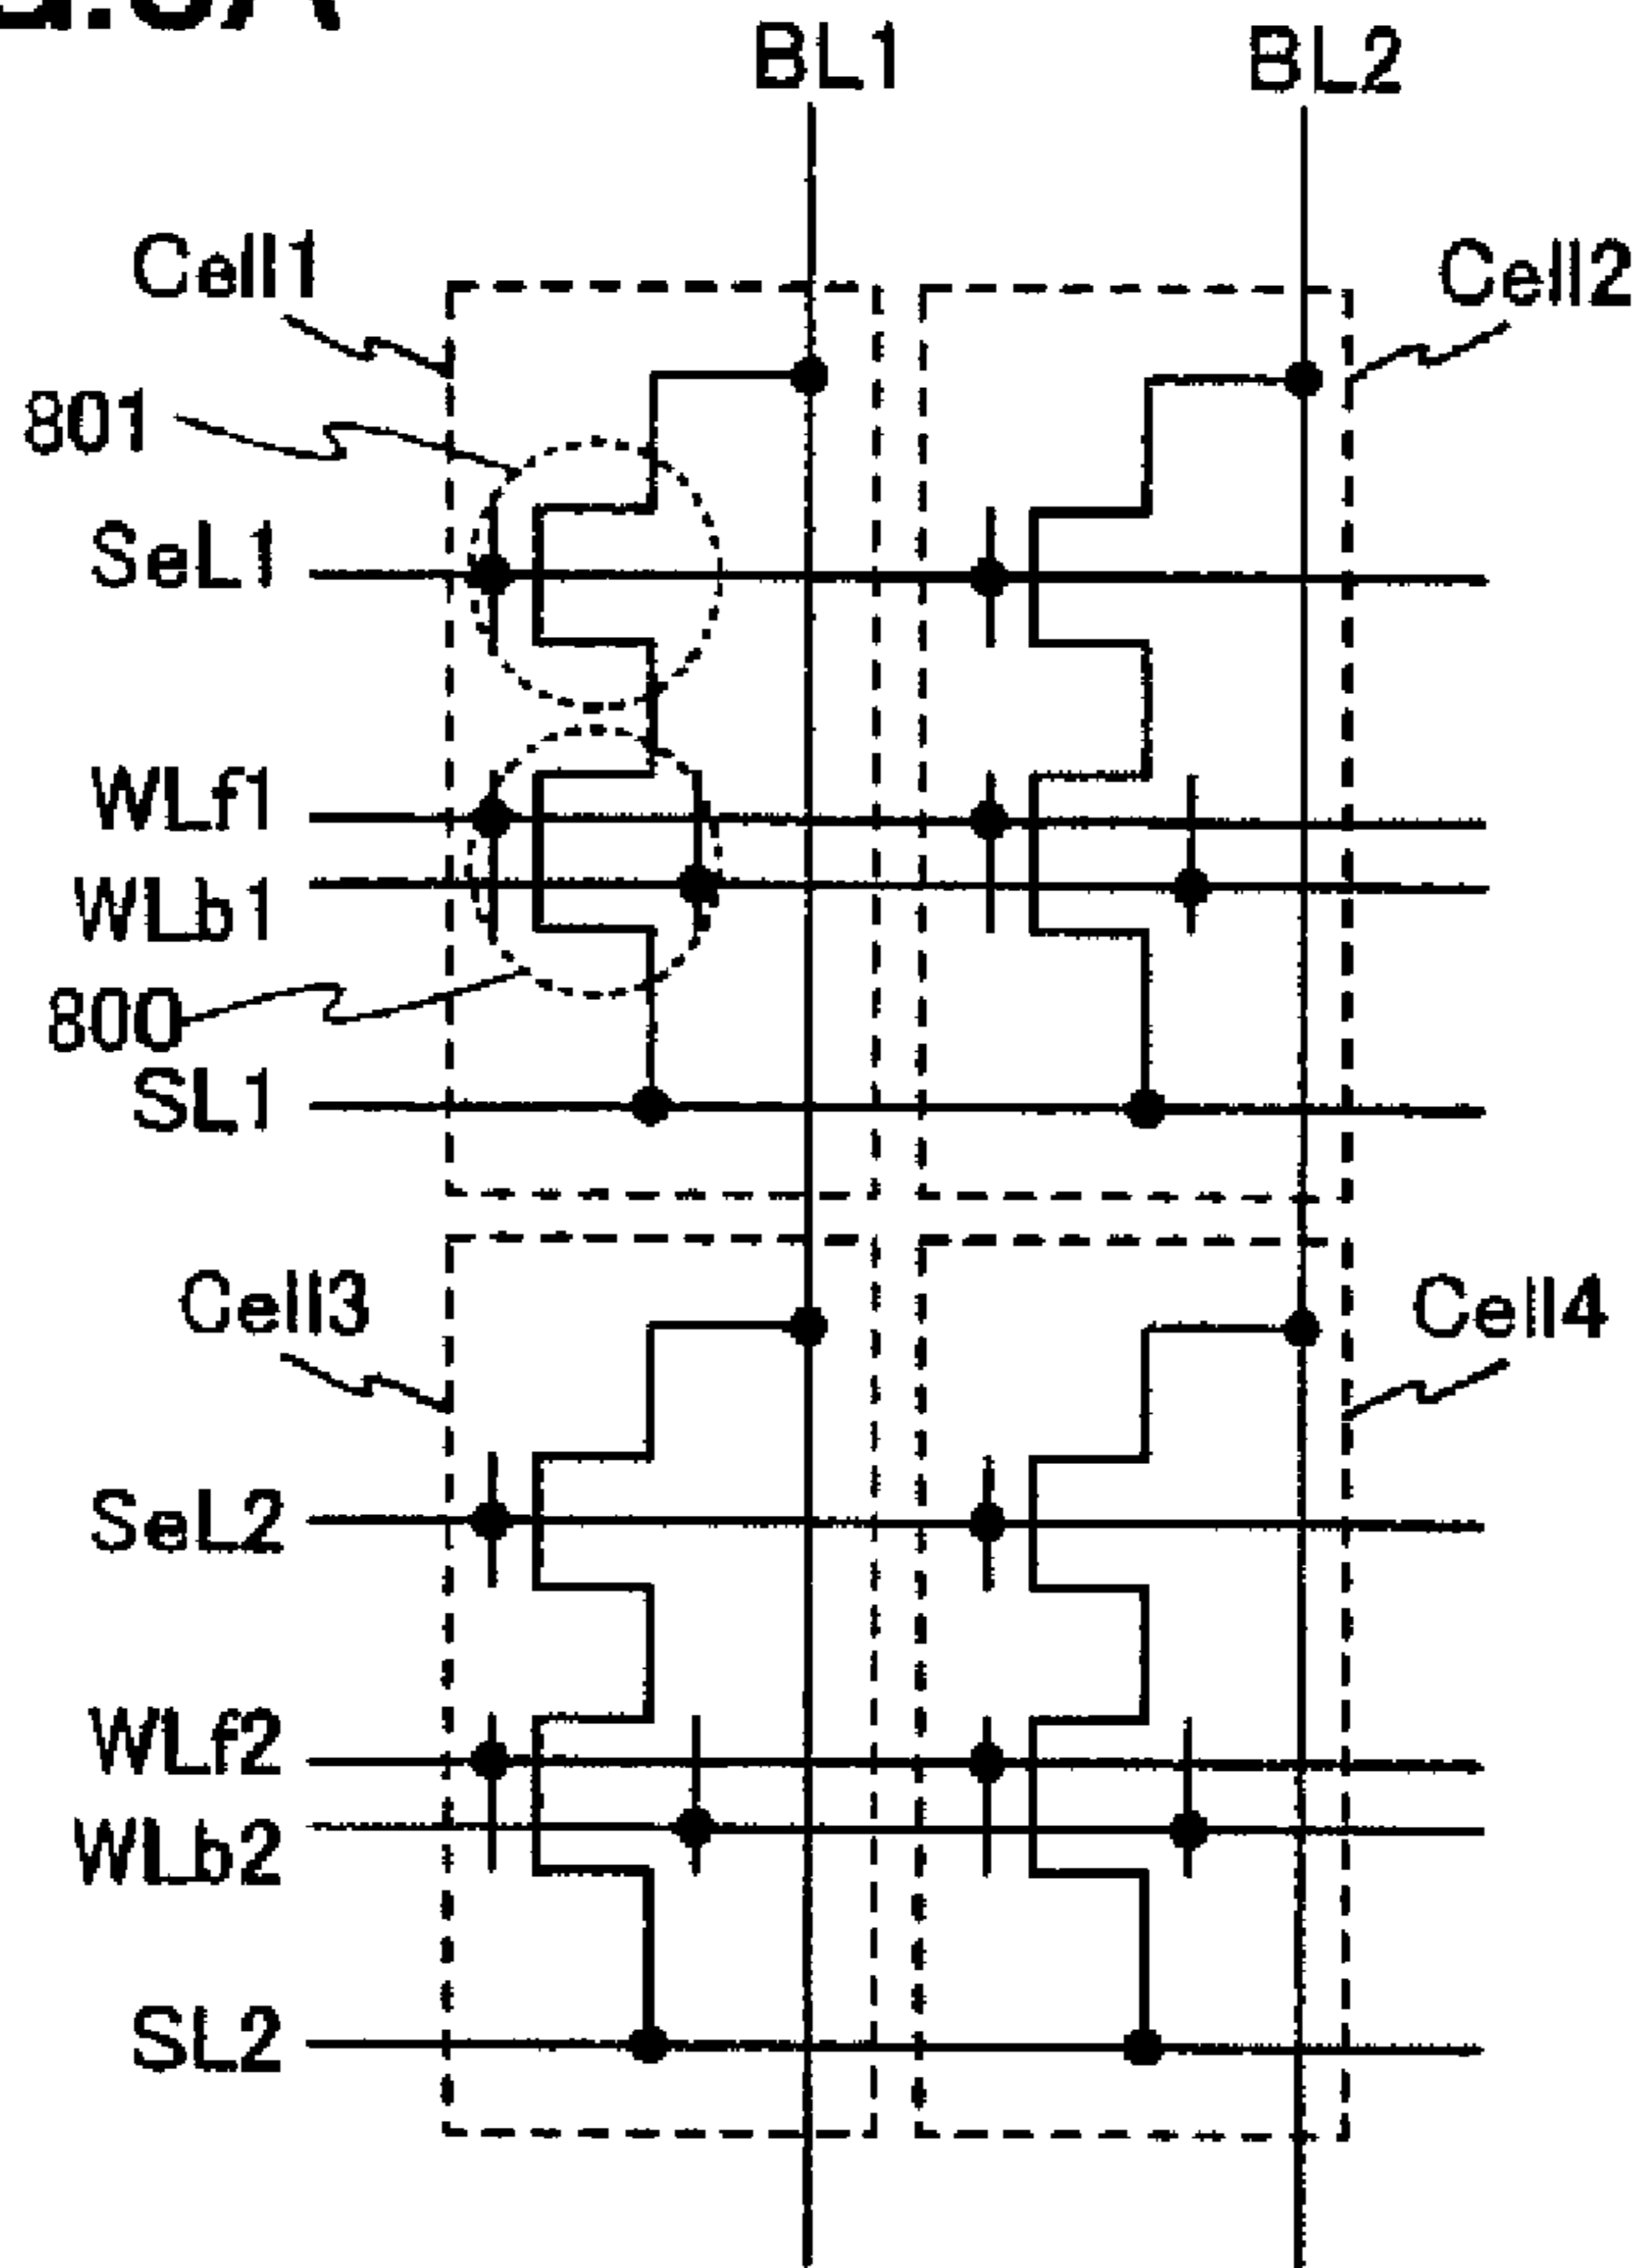 BL1 BL2
Cell1 Cell2
801
SeL1
WLf1
WLb1
800
SL1
Cell3 Cell4
SeL2
WLf2
WLb2
SL2